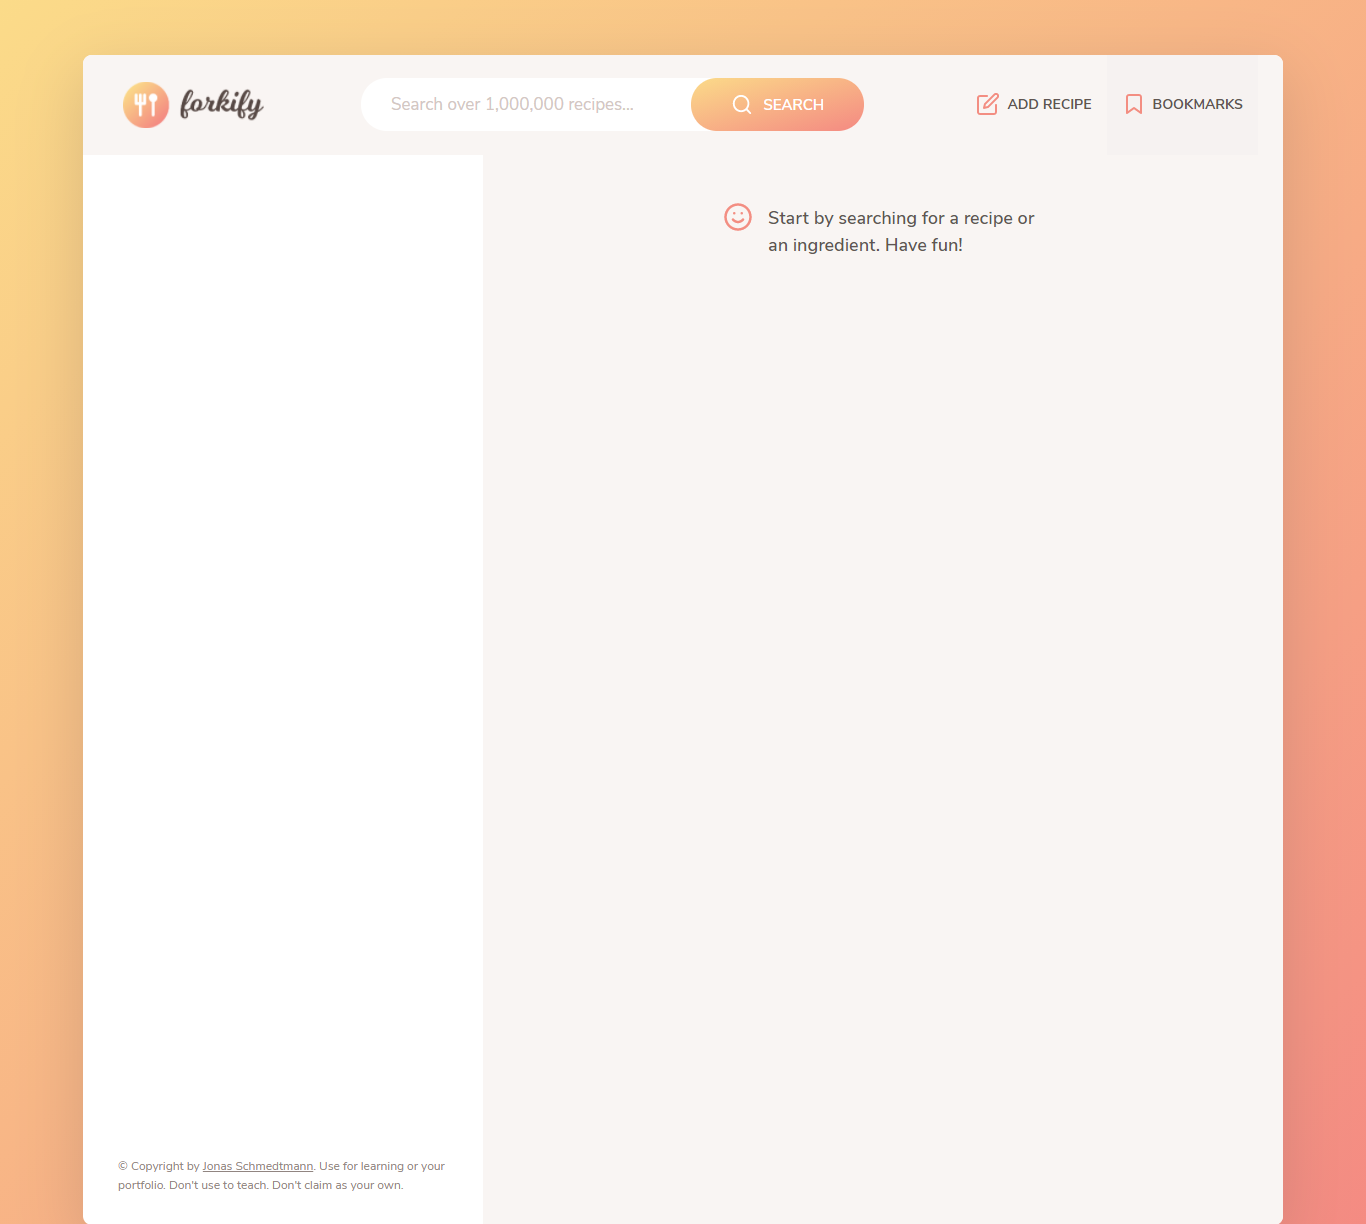 forkify
Search over 1,000,000 recipes...
SEARCH
ADD RECIPE
BOOKMARKS
Start by searching for a recipe or
an ingredient. Have fun!
© Copyright by Jonas Schmedtmann. Use for learning or your
portfolio. Don't use to teach. Don't claim as your own.